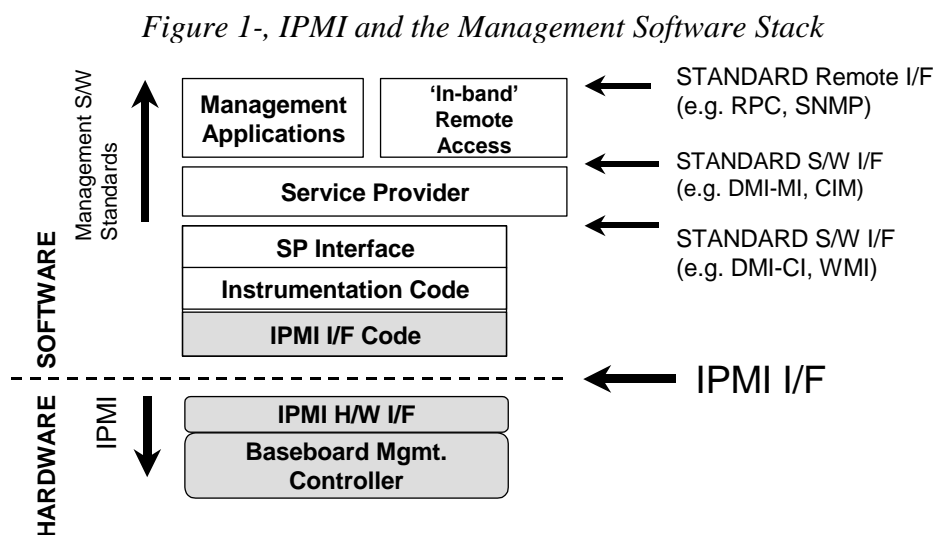 Figure 1-, IPMI and the Management Software Stack
Management S/W
Standards
Management
Applications
'In-band'
Remote
Access
STANDARD Remote I/F
(e.g. RPC, SNMP)
Service Provider
STANDARD S/W I/F
(e.g. DMI-MI, CIM)
SP Interface
STANDARD S/W I/F
(e.g. DMI-CI, WMI)
Instrumentation Code
IPMI I/F Code
SOFTWARE
IPMI I/F
HARDWARE
IPMI
IPMI H/W I/F
Baseboard Mgmt.
Controller